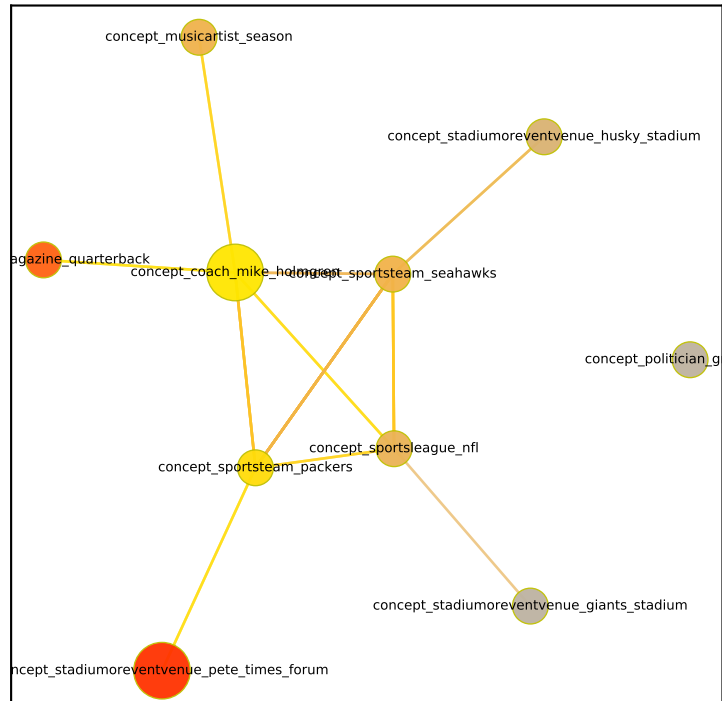 concept_musicartist_season
concept_stadiumoreventvenue_husky_stadium
agazine_quarterback
concept_coach_mike_holmgren
concept_sportsteam_seahawks
concept_politician_g
concept_sportsleague_nfl
concept_sportsteam_packers
concept_stadiumoreventvenue_giants_stadium
ncept_stadiumoreventvenue_pete_times_forum